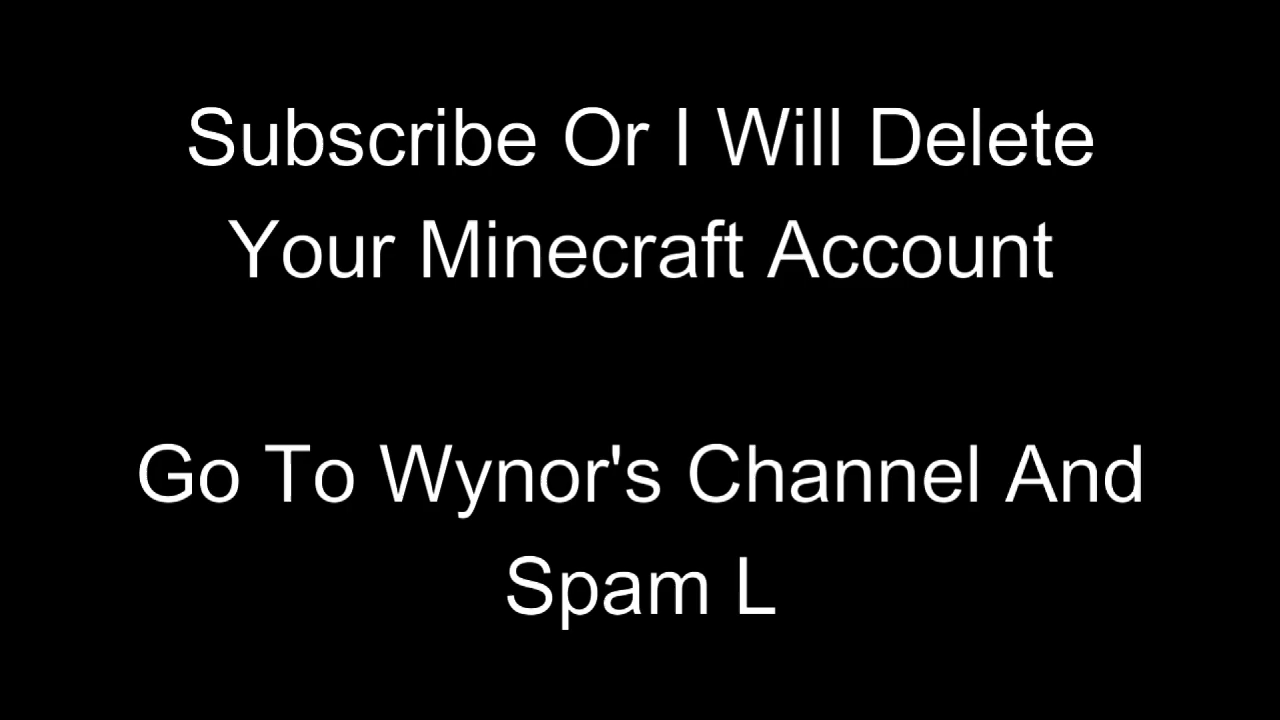 Subscribe Or I Will Delete
Your Minecraft Account
Go To Wynor's Channel And
Spam L